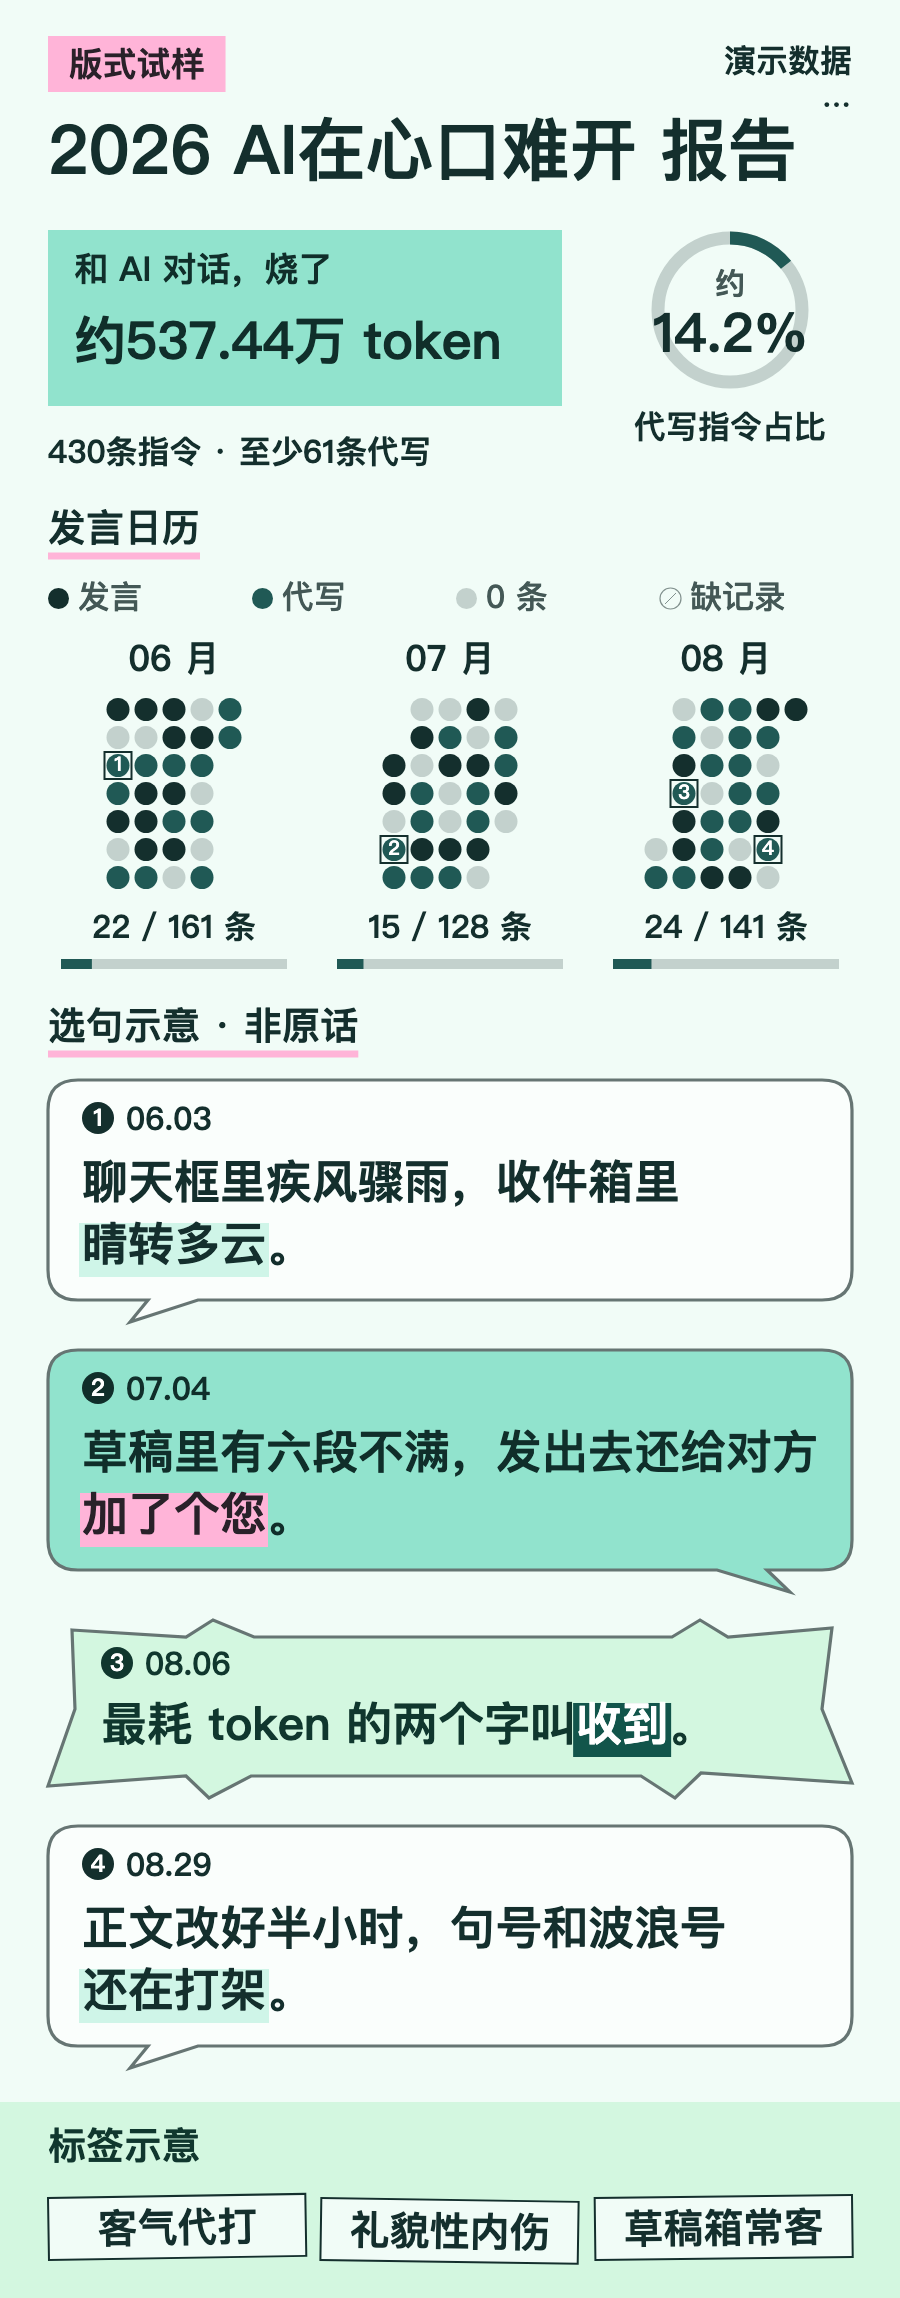 版式试样
演示数据
…
2026 AI在心口难开 报告
和 AI 对话，烧了
约537.44万 token
约
14.2%
代写指令占比
430条指令 · 至少61条代写
发言日历
发言 代写 0 条 缺记录
06 月 07 月 08 月
1
3
2 4
22 / 161 条 15 / 128 条 24 / 141 条
选句示意 · 非原话
1 06.03
聊天框里疾风骤雨，收件箱里
晴转多云。
2 07.04
草稿里有六段不满，发出去还给对方
加了个您。
3 08.06
最耗 token 的两个字叫收到。
4 08.29
正文改好半小时，句号和波浪号
还在打架。
标签示意
客气代打 礼貌性内伤 草稿箱常客